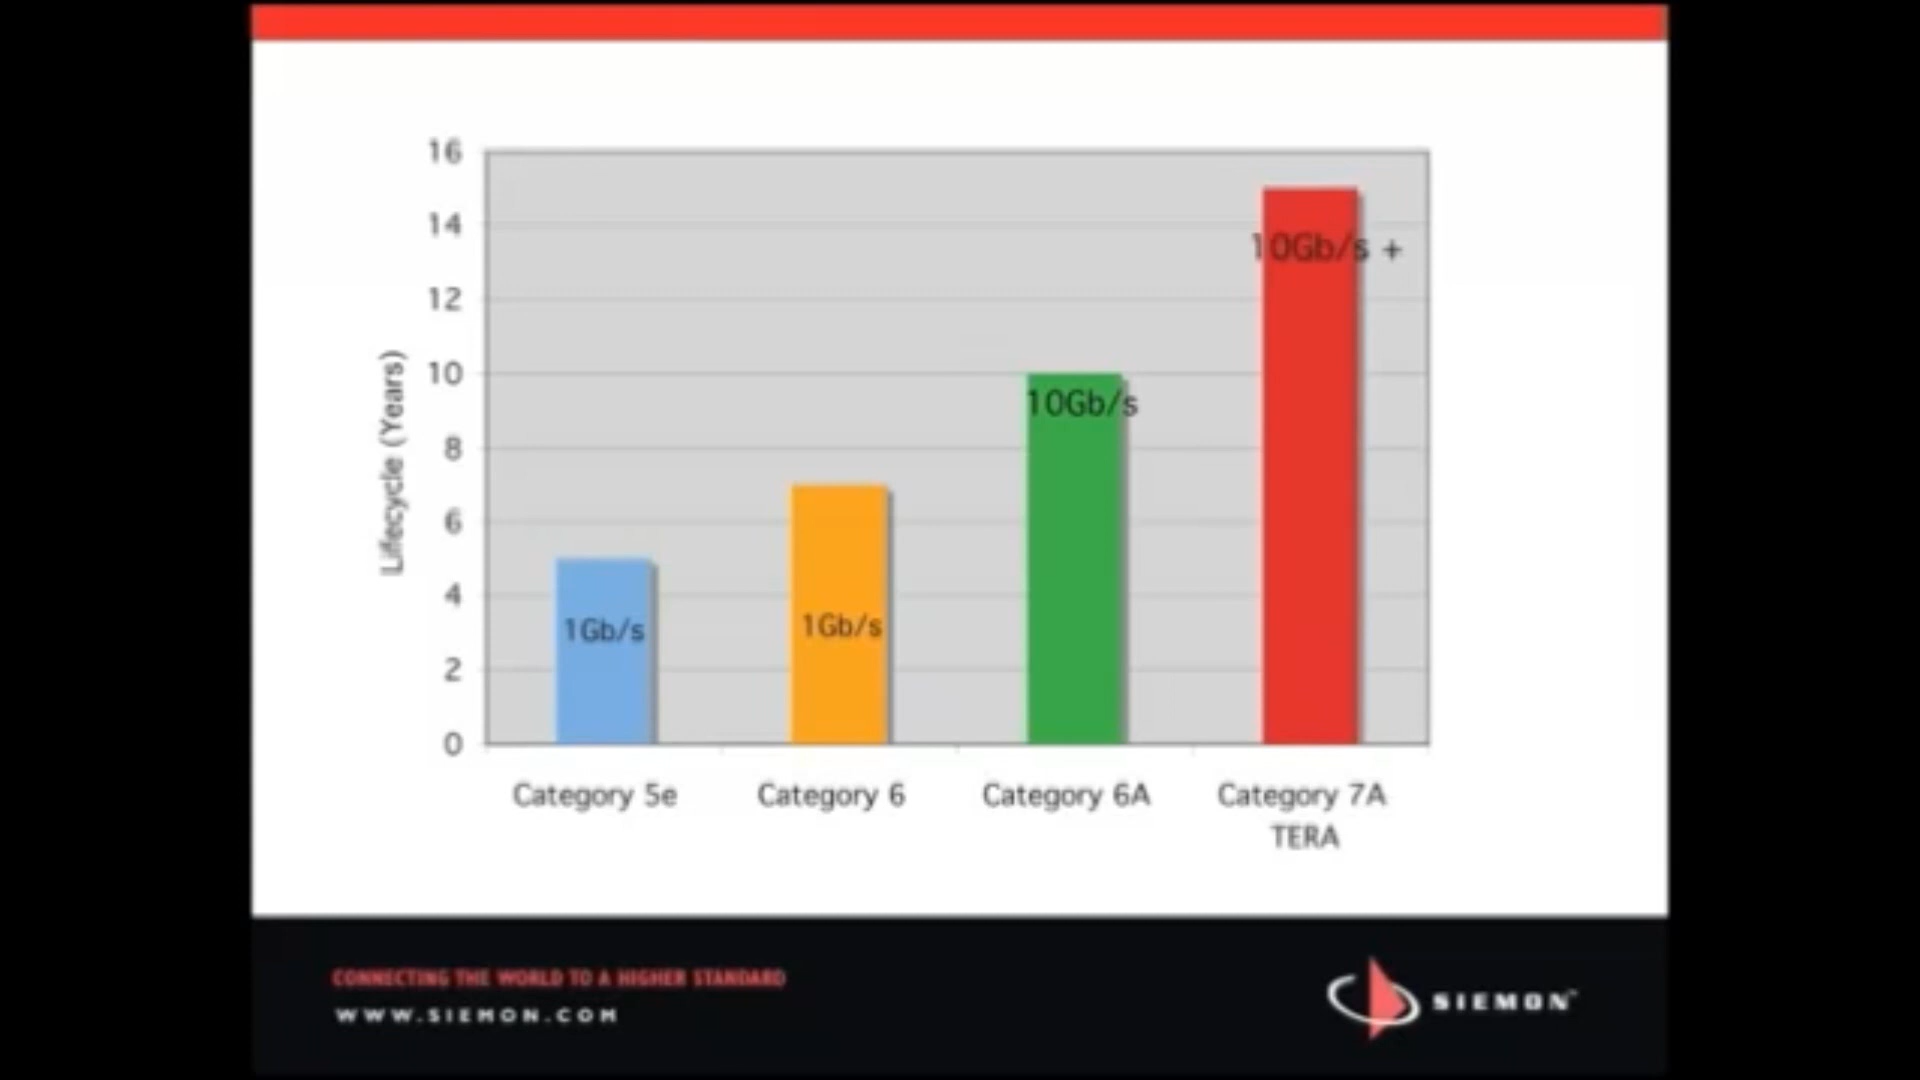 16
14
12
10
8
6
4
2
0
Lifecycle (Years)
1Gb/s
1Gb/s
10Gb/s
10Gb/s +
Category 5e
Category 6
Category 6A
Category 7A
TERA
CONNECTING THE WORLD TO A HIGHER STANDARD
WWW.SIEMON.COM
SIEMON™